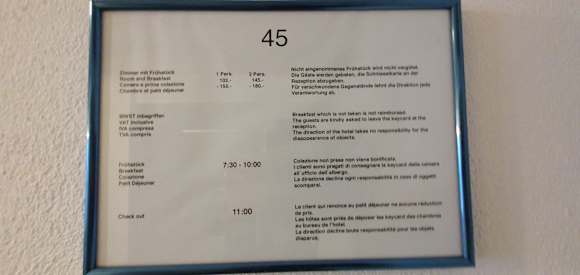 45
Zimmer mit Frühstück 1 Pers. 2 Pers.
Room and Breakfast 102.- 145.-
Camera e prima colazione - 150.- - 180.-
Chambre et petit déjeuner
Nicht eingenommenes Frühstück wird nicht vergütet.
Die Gäste werden gebeten, die Schlüsselkarte an der
Rezeption abzugeben.
Für verschwundene Gegenstände lehnt die Direktion jede
Verantwortung ab.
MWST inbegriffen
VAT inclusive
IVA compresa
TVA compris
Breakfast which is not taken is not reimbursed.
The guests are kindly asked to leave the keycard at the
reception.
The direction of the hotel takes no responsibility for the
disappearance of objects.
Frühstück
Breakfast
Colazione
Petit Déjeuner
7:30 - 10:00
Colazione non presa non viene bonificata.
I clienti sono pregati di consegnare la keycard della camera
all'ufficio dell'albergo.
La direzione declina ogni responsabilità in caso di oggetti
scomparsi.
Check out 11:00
Le client qui renonce au petit déjeuner ne aucune réduction
de prix.
Les hôtes sont priés de déposer les keycard des chambres
au bureau de l'hotel.
La direction decline toute responsabilité pour les objets
disparus.